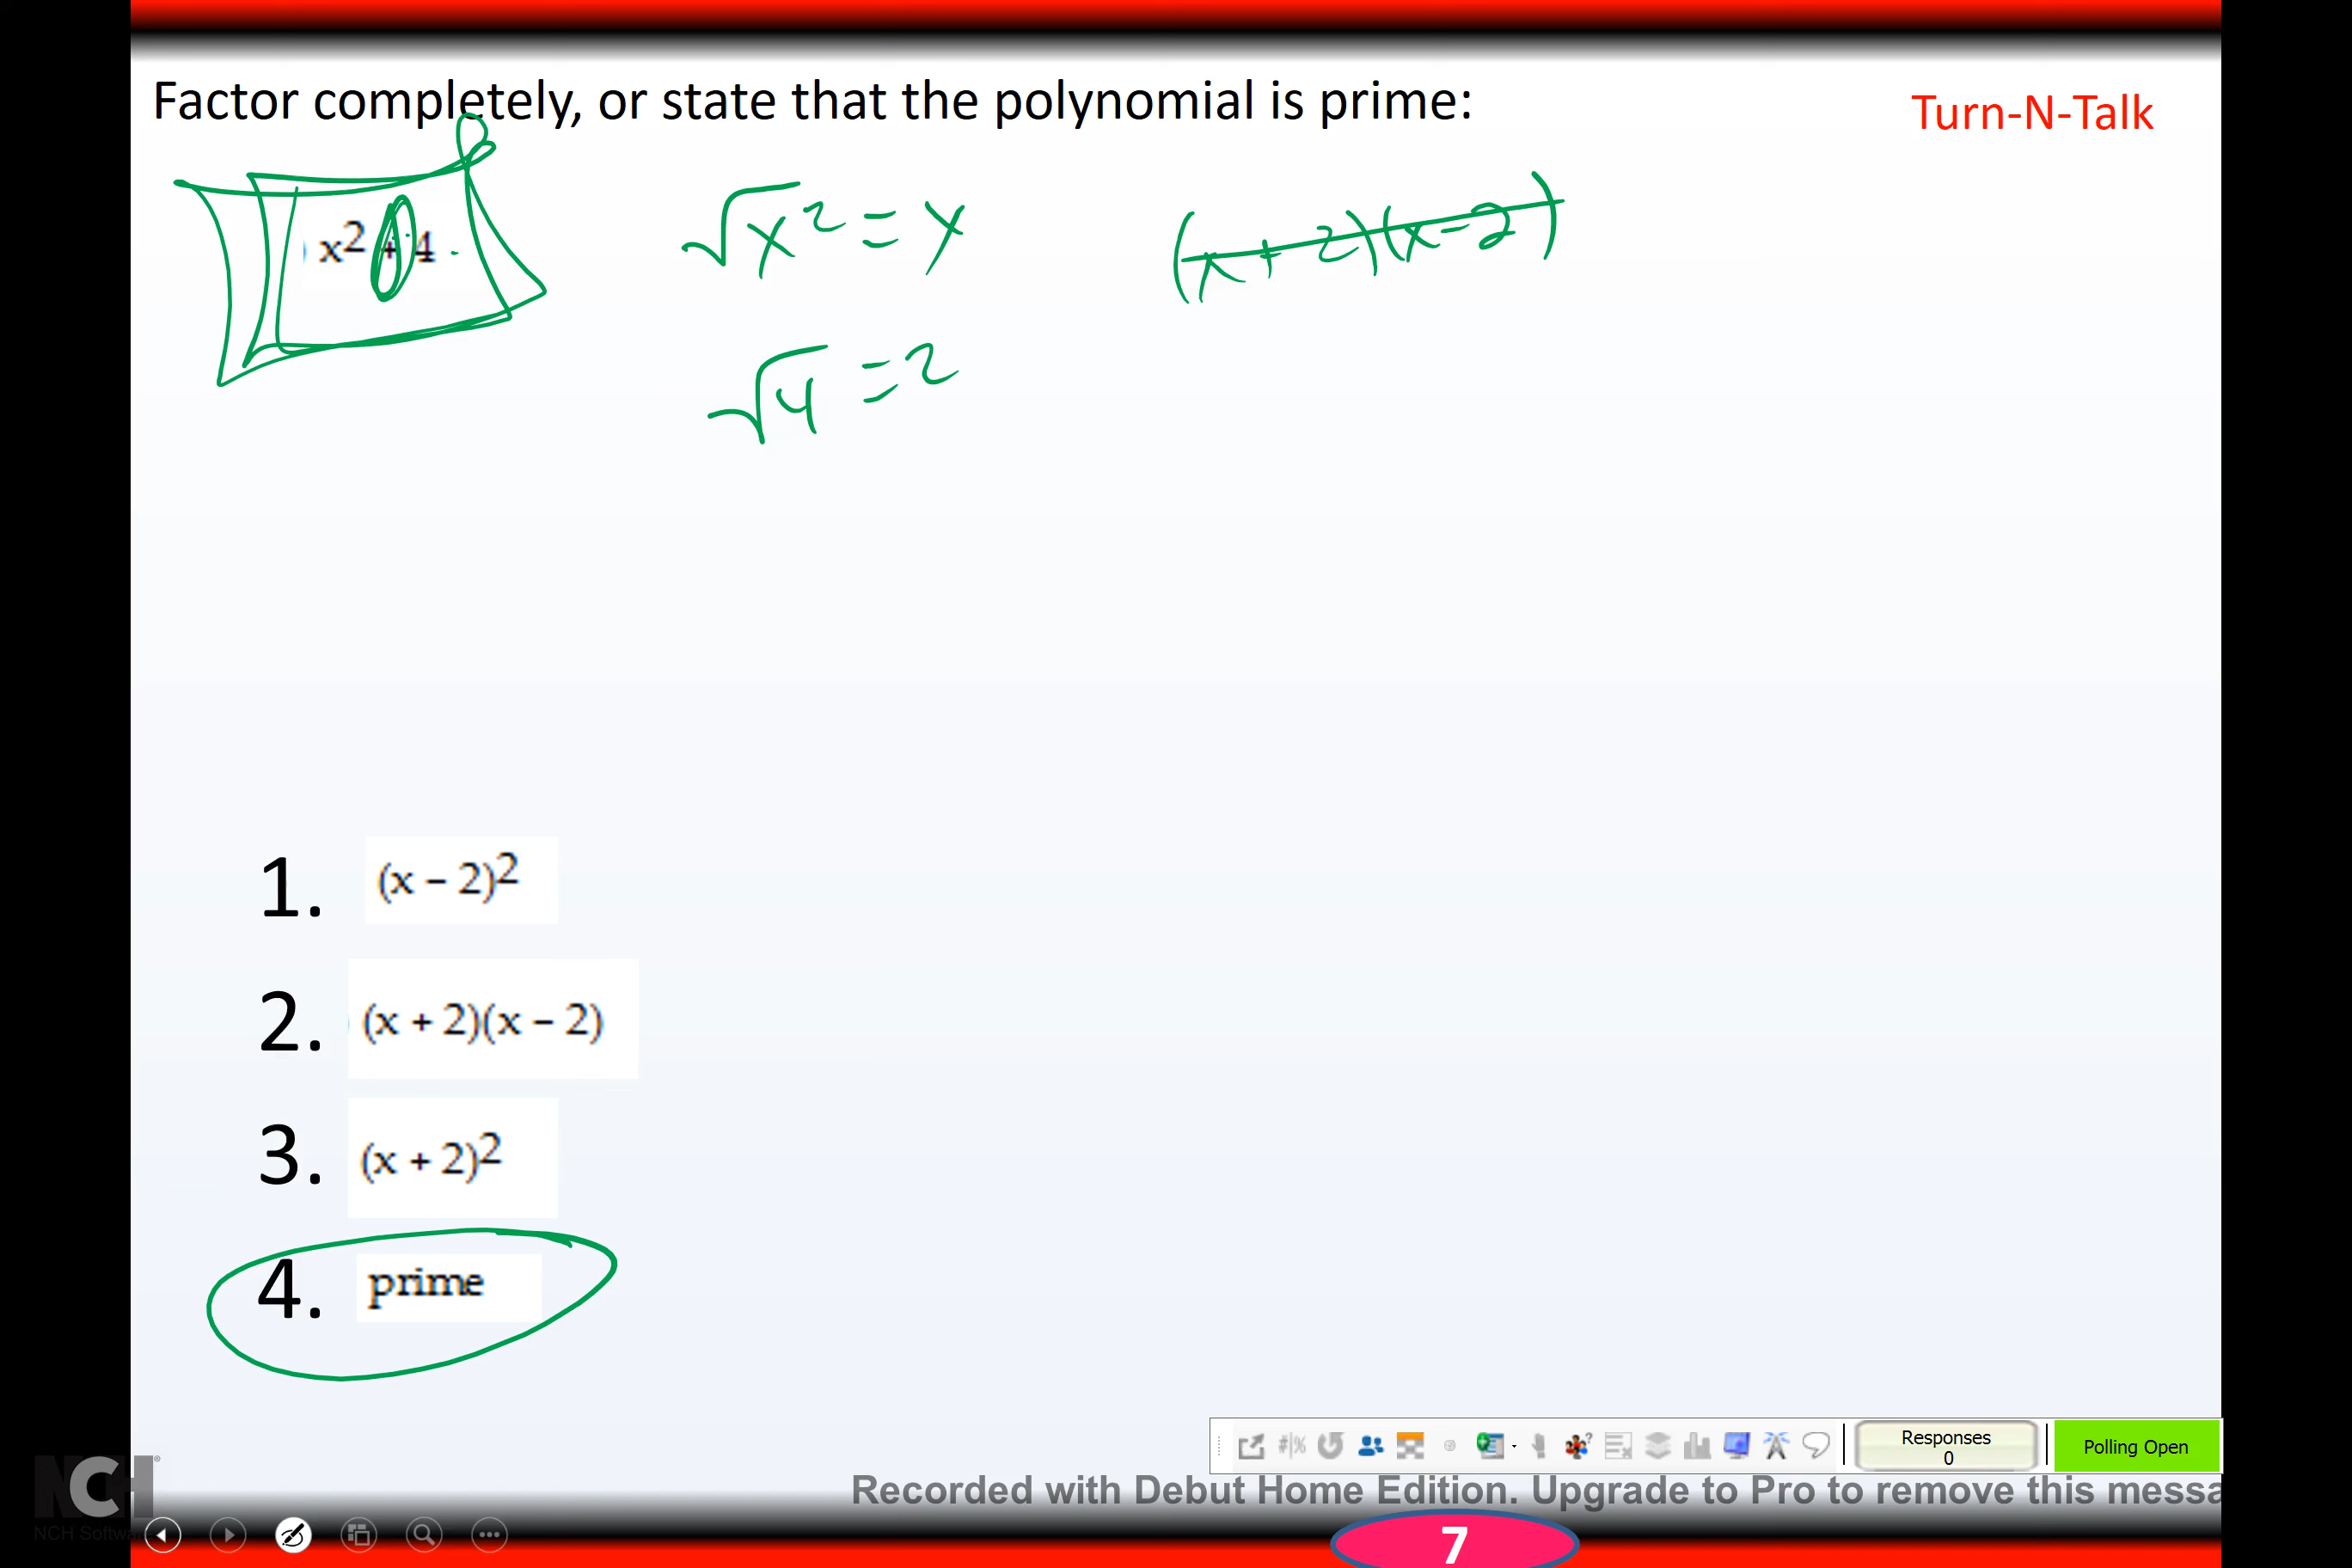 Factor completely, or state that the polynomial is prime:
Turn-N-Talk
x² + 4
√x² = x
(x + 2)(x - 2)
√4 = 2
1. (x - 2)²
2. (x + 2)(x - 2)
3. (x + 2)²
4. prime
#|%
Responses
0
Polling Open
Recorded with Debut Home Edition. Upgrade to Pro to remove this messa
NCH
NCH Softwa
7